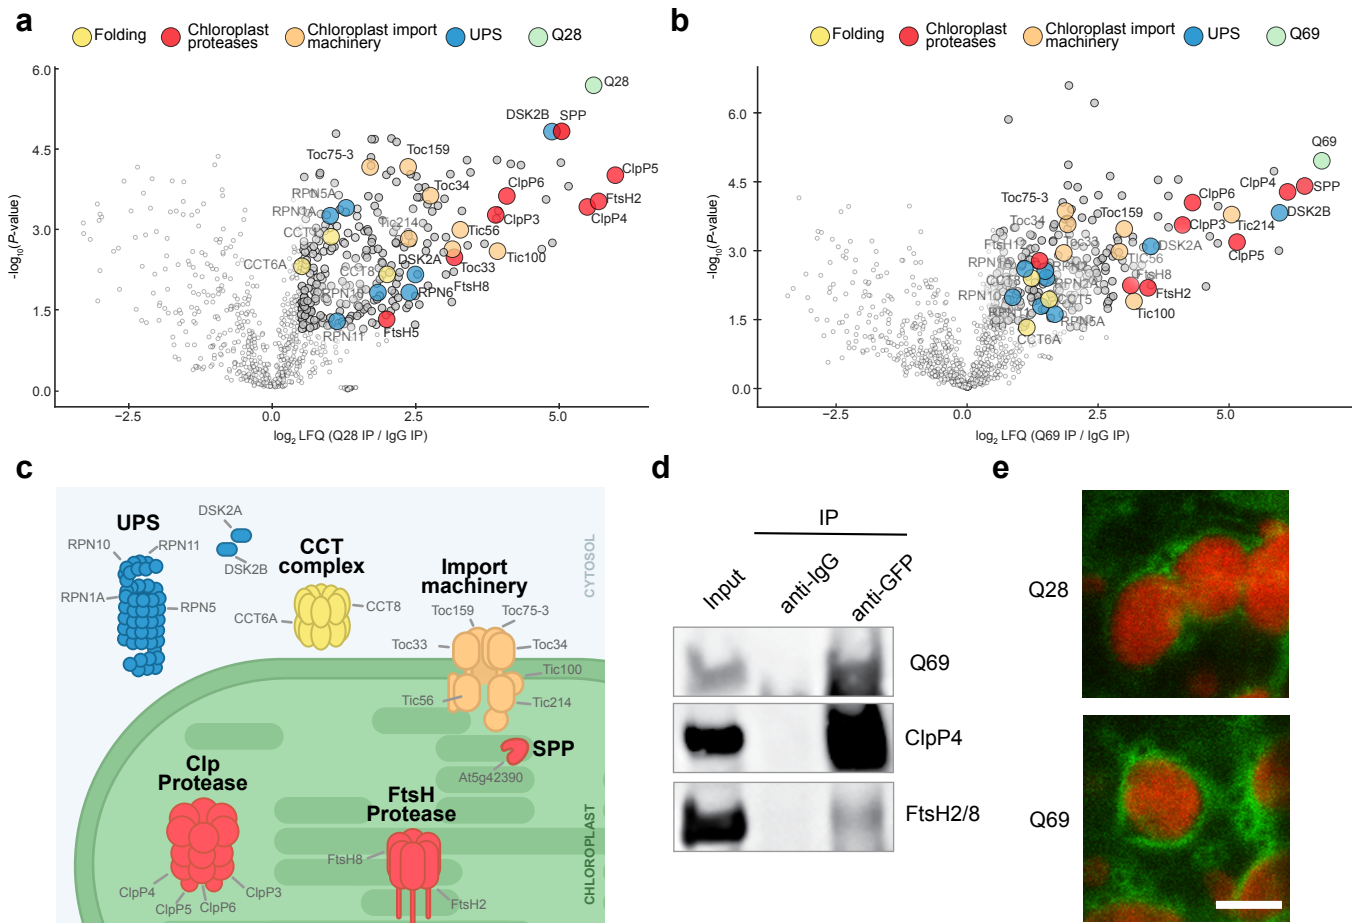 a
Folding
Chloroplast
proteases
Chloroplast import
machinery
UPS
Q28
6.0
4.5
3.0
1.5
0.0
-log10(P-value)
Q28
DSK2B
SPP
Toc75-3
Toc159
Toc34
ClpP5
ClpP6
FtsH2
ClpP3
ClpP4
RPN5A
RPN1A
Tic214
Tic56
CCT6A
CCT8
DSK2A
Toc33
Tic100
RPN6
FtsH8
FtsH5
RPN11
−2.5
0.0
2.5
5.0
log2 LFQ (Q28 IP / IgG IP)
b
Folding
Chloroplast
proteases
Chloroplast import
machinery
UPS
Q69
6.0
4.5
3.0
1.5
0.0
-log10(P-value)
Q69
ClpP4
SPP
ClpP6
DSK2B
Toc75-3
Toc34
Toc159
ClpP3
Tic214
ClpP5
FtsH12
Toc33
DSK2A
TIC56
RPN1A
FtsH8
RPN2A
FtsH2
RPN10
CCT5
Tic100
RPN5A
CCT6A
−2.5
0.0
2.5
5.0
log2 LFQ (Q69 IP / IgG IP)
c
UPS
DSK2A
RPN10
RPN11
DSK2B
RPN1A
RPN5
CCT
complex
CCT8
CCT6A
CYTOSOL
Import
machinery
Toc159
Toc75-3
Toc33
Toc34
Tic100
Tic56
Tic214
SPP
At5g42390
Clp
Protease
ClpP4
ClpP5
ClpP6
ClpP3
FtsH
Protease
FtsH8
FtsH2
CHLOROPLAST
d
IP
Input
anti-IgG
anti-GFP
Q69
ClpP4
FtsH2/8
e
Q28
Q69